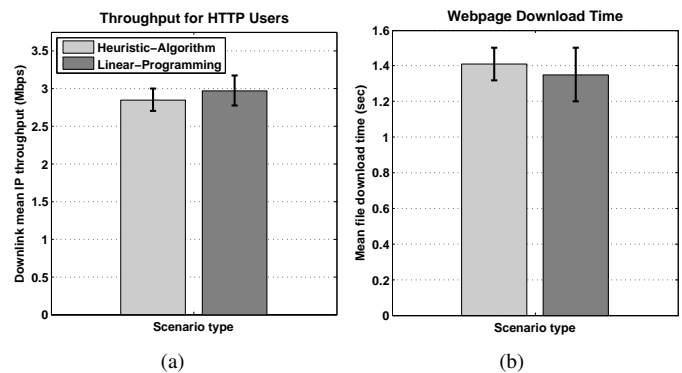 Throughput for HTTP Users
Heuristic-Algorithm
Linear-Programming
Downlink mean IP throughput (Mbps)
3.5
3
2.5
2
1.5
1
0.5
0
Scenario type
(a)
Webpage Download Time
Mean file download time (sec)
1.6
1.4
1.2
1
0.8
0.6
0.4
0.2
0
Scenario type
(b)